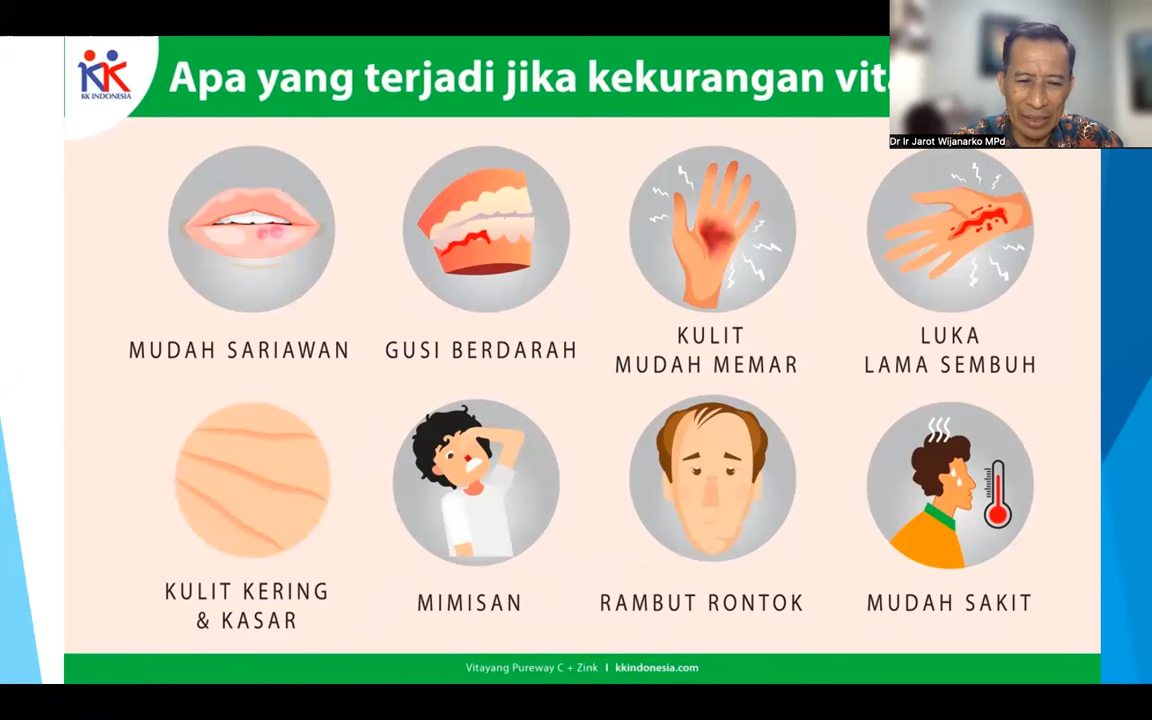 KK INDONESIA
Apa yang terjadi jika kekurangan
Dr Ir Jarot Wijanarko MPd
MUDAH SARIAWAN
GUSI BERDARAH
KULIT
MUDAH MEMAR
LUKA
LAMA SEMBUH
KULIT KERING
& KASAR
MIMISAN
RAMBUT RONTOK
MUDAH SAKIT
Vitayang Pureway C + Zink I kkindonesia.com